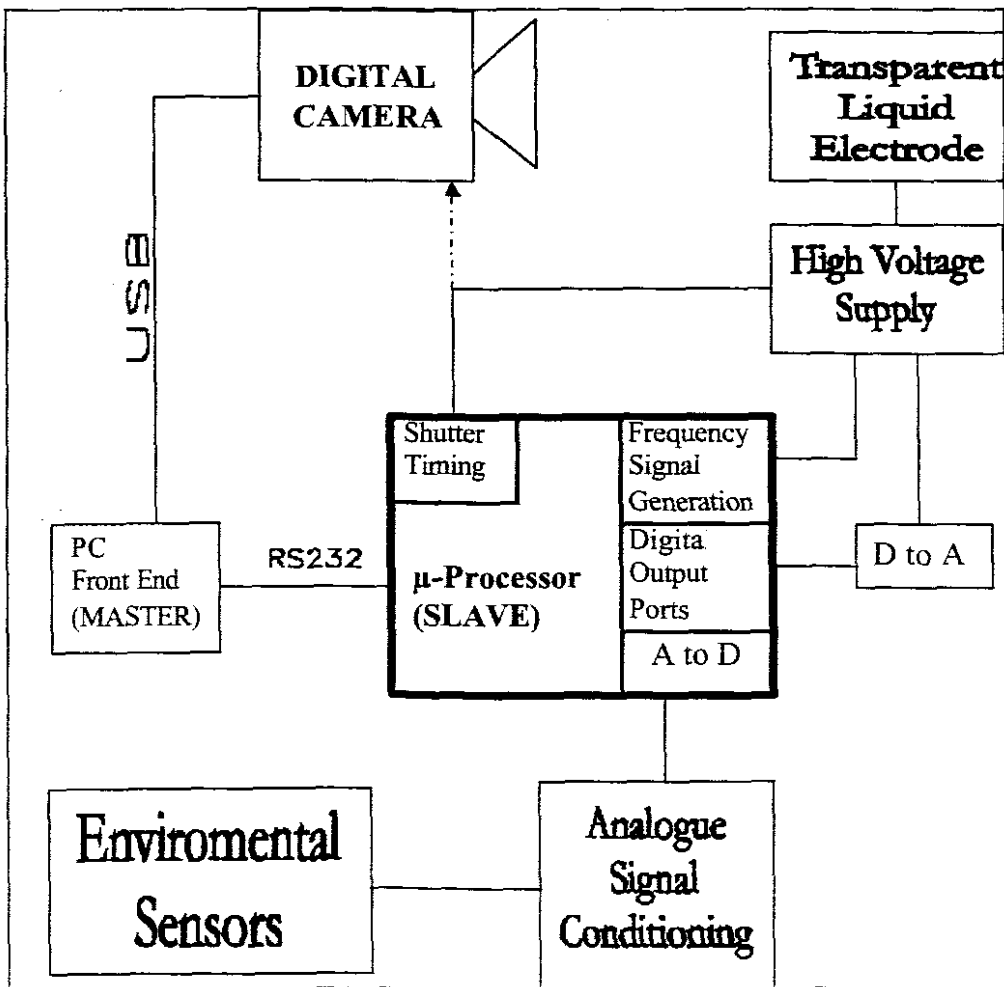 DIGITAL
CAMERA
Transparent
Liquid
Electrode
USB
High Voltage
Supply
Shutter
Timing
Frequency
Signal
Generation
PC
Front End
(MASTER)
RS232
μ-Processor
(SLAVE)
Digita
Output
Ports
D to A
A to D
Enviromental
Sensors
Analogue
Signal
Conditioning